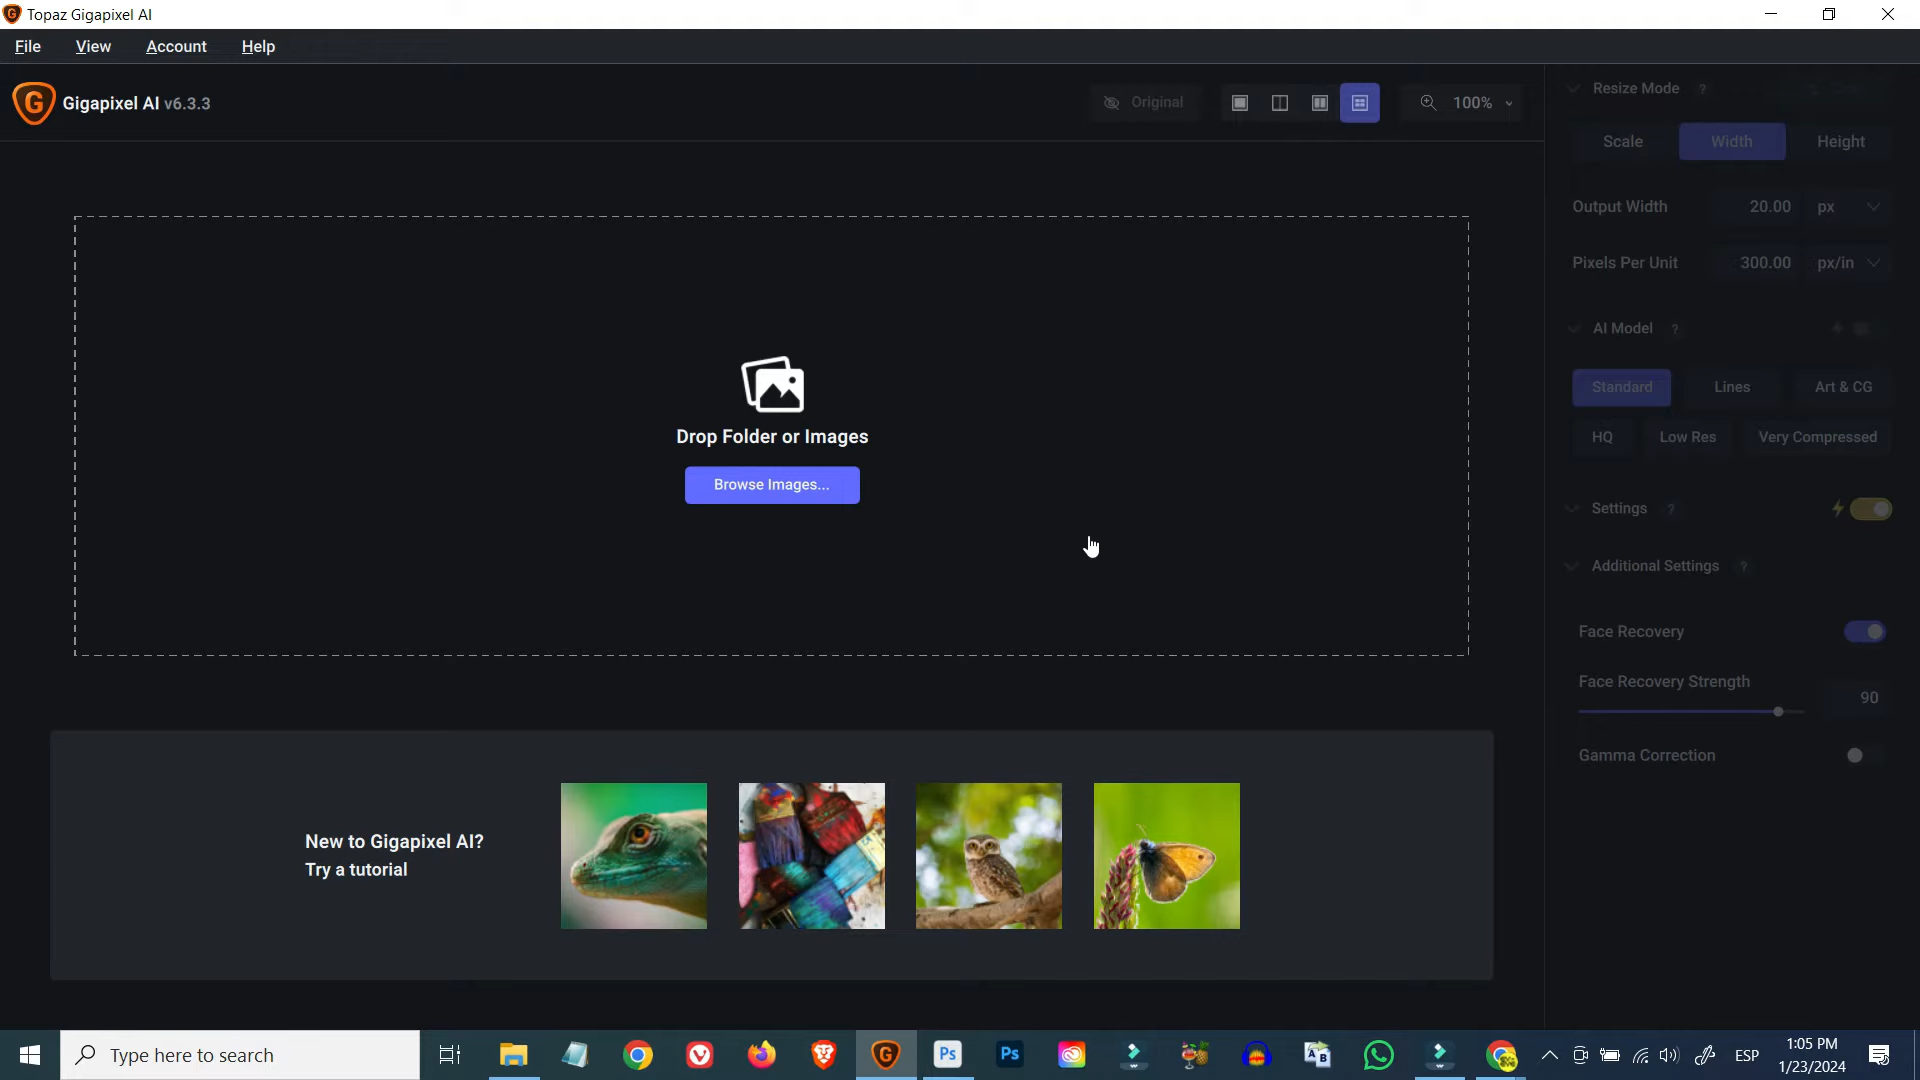 Topaz Gigapixel AI
File View Account Help
Gigapixel AI v6.3.3
Original
100%
Resize Mode ?
Scale Width Height
Output Width 20.00 px
Pixels Per Unit 300.00 px/in
AI Model ?
Standard Lines Art & CG
HQ Low Res Very Compressed
Settings ?
Additional Settings ?
Face Recovery
Face Recovery Strength
90
Gamma Correction
Drop Folder or Images
Browse Images...
New to Gigapixel AI?
Try a tutorial
Type here to search
Ps
Ps
A B
ESP
1:05 PM
1/23/2024